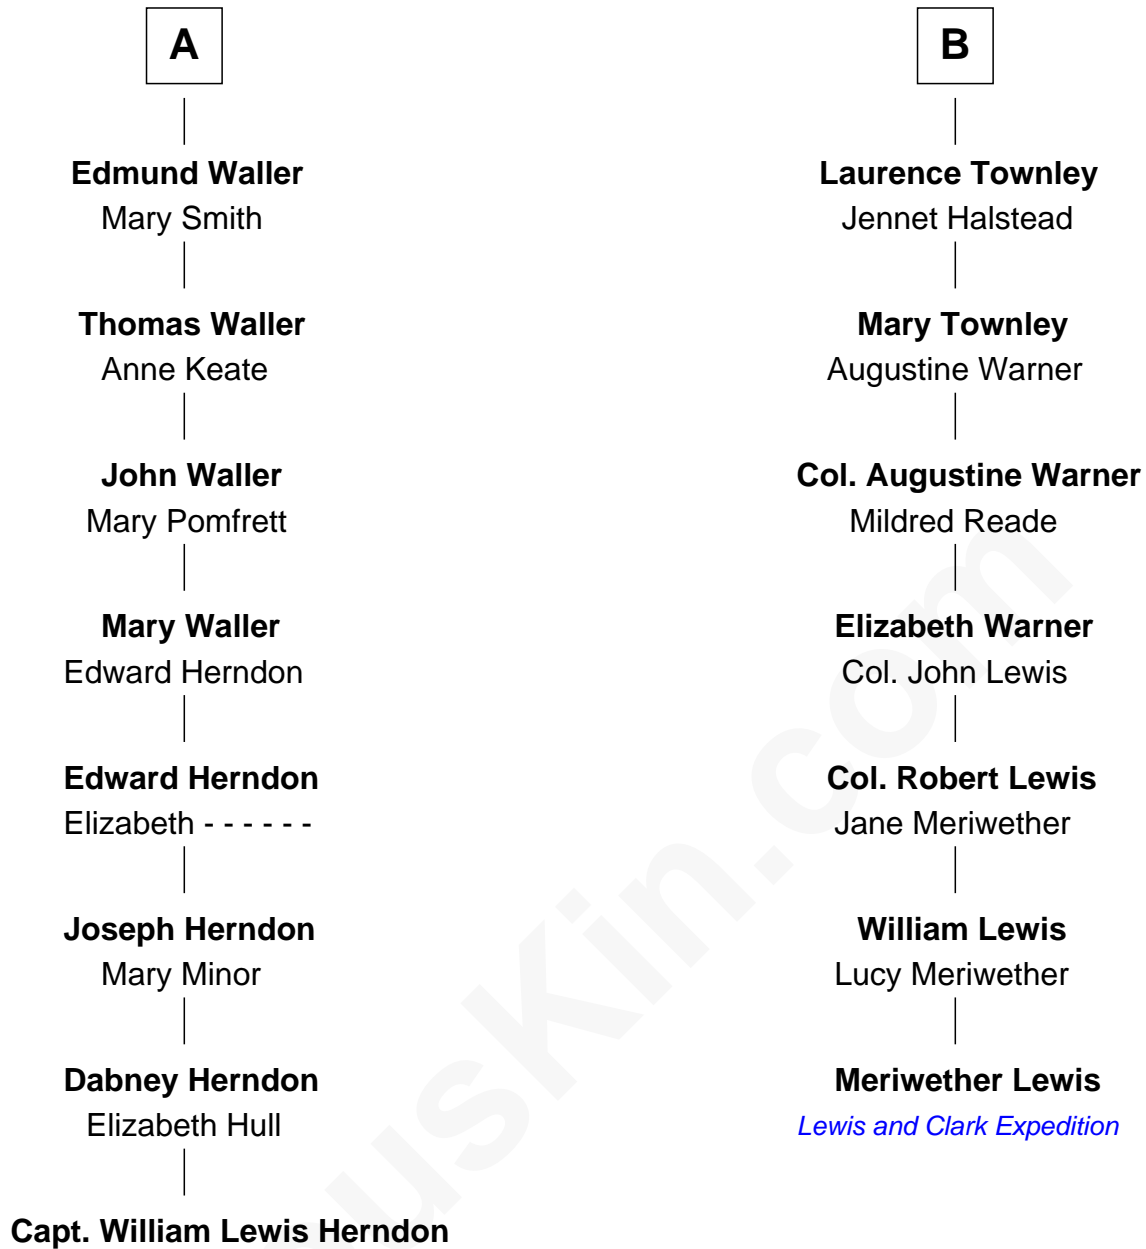 A
Edmund Waller
Mary Smith
Thomas Waller
Anne Keate
John Waller
Mary Pomfrett
Mary Waller
Edward Herndon
Edward Herndon
Elizabeth - - - - - -
Joseph Herndon
Mary Minor
Dabney Herndon
Elizabeth Hull
Capt. William Lewis Herndon
B
Laurence Townley
Jennet Halstead
Mary Townley
Augustine Warner
Col. Augustine Warner
Mildred Reade
Elizabeth Warner
Col. John Lewis
Col. Robert Lewis
Jane Meriwether
William Lewis
Lucy Meriwether
Meriwether Lewis
Lewis and Clark Expedition
usKin.com